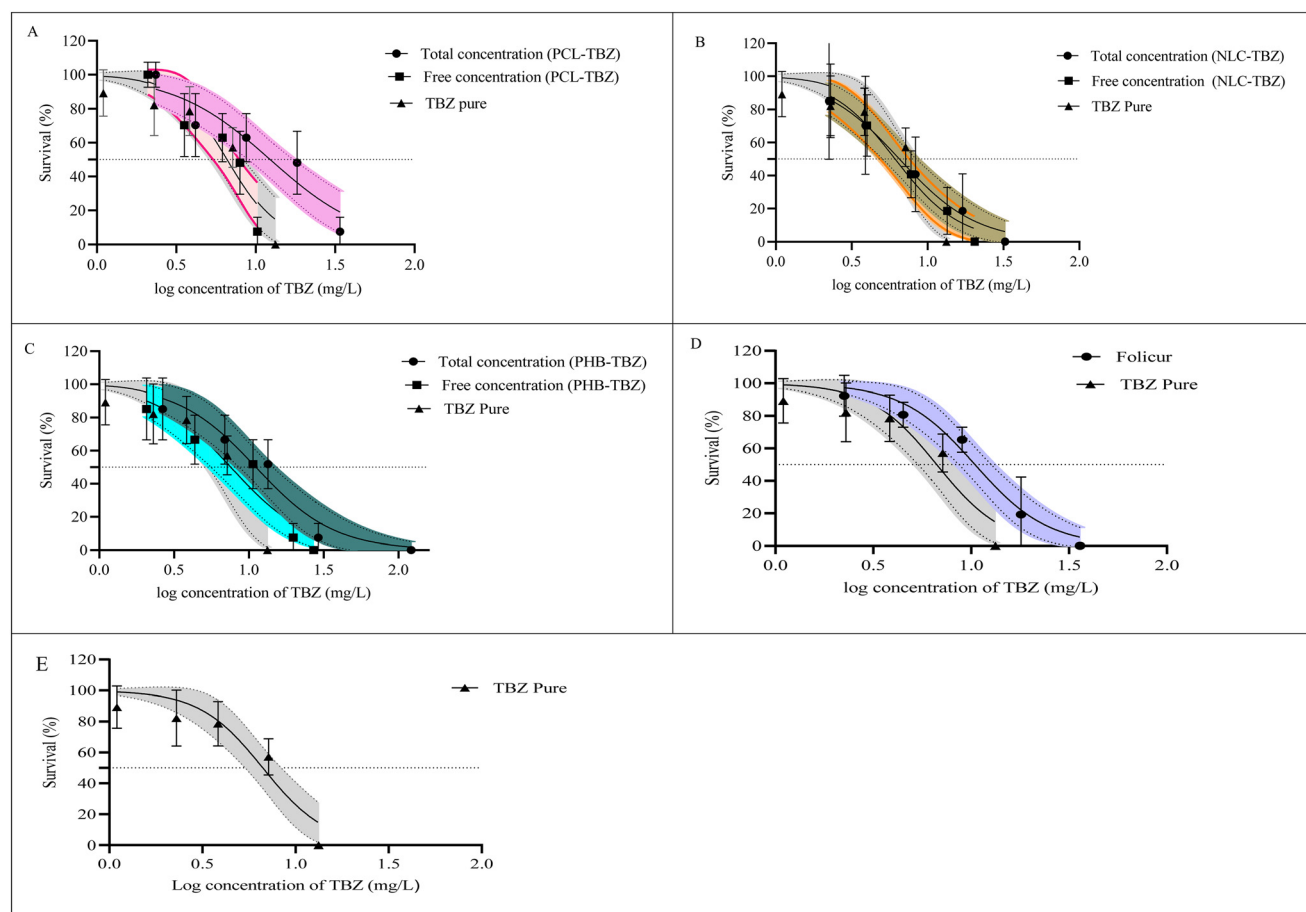 A
Survival (%)
120
100
80
60
40
20
0
0.0 0.5 1.0 1.5 2.0
log concentration of TBZ (mg/L)
Total concentration (PCL-TBZ)
Free concentration (PCL-TBZ)
TBZ pure
B
Survival (%)
120
100
80
60
40
20
0
0.0 0.5 1.0 1.5 2.0
log concentration of TBZ (mg/L)
Total concentration (NLC-TBZ)
Free concentration (NLC-TBZ)
TBZ Pure
C
Survival (%)
120
100
80
60
40
20
0
0.0 0.5 1.0 1.5 2.0
log concentration of TBZ (mg/L)
Total concentration (PHB-TBZ)
Free concentration (PHB-TBZ)
TBZ Pure
D
Survival (%)
120
100
80
60
40
20
0
0.0 0.5 1.0 1.5 2.0
log concentration of TBZ (mg/L)
Folicur
TBZ Pure
E
Survival (%)
120
100
80
60
40
20
0
0.0 0.5 1.0 1.5 2.0
Log concentration of TBZ (mg/L)
TBZ Pure